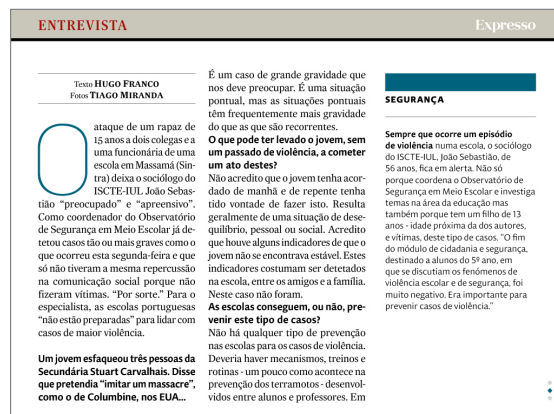 ENTREVISTA
Expresso
Texto HUGO FRANCO
Fotos TIAGO MIRANDA
O ataque de um rapaz de
15 anos a dois colegas e a
uma funcionária de uma
escola em Massamá (Sin-
tra) deixa o sociólogo do
ISCTE-IUL João Sebas-
tião “preocupado” e “apreensivo”.
Como coordenador do Observatório
de Segurança em Meio Escolar já de-
tetou casos tão ou mais graves como o
que ocorreu esta segunda-feira e que
só não tiveram a mesma repercussão
na comunicação social porque não
fizeram vítimas. “Por sorte.” Para o
especialista, as escolas portuguesas
“não estão preparadas” para lidar com
casos de maior violência.
Um jovem esfaqueou três pessoas da
Secundária Stuart Carvalhais. Disse
que pretendia “imitar um massacre”,
como o de Columbine, nos EUA...
É um caso de grande gravidade que
nos deve preocupar. É uma situação
pontual, mas as situações pontuais
têm frequentemente mais gravidade
do que as que são recorrentes.
O que pode ter levado o jovem, sem
um passado de violência, a cometer
um ato destes?
Não acredito que o jovem tenha acor-
dado de manhã e de repente tenha
tido vontade de fazer isto. Resulta
geralmente de uma situação de dese-
quilíbrio, pessoal ou social. Acredito
que houve alguns indicadores de que o
jovem não se encontrava estável. Estes
indicadores costumam ser detetados
na escola, entre os amigos e a família.
Neste caso não foram.
As escolas conseguem, ou não, pre-
venir este tipo de casos?
Não há qualquer tipo de prevenção
nas escolas para os casos de violência.
Deveria haver mecanismos, treinos e
rotinas - um pouco como acontece na
prevenção dos terramotos - desenvol-
vidos entre alunos e professores. Em
SEGURANÇA
Sempre que ocorre um episódio
de violência numa escola, o sociólogo
do ISCTE-IUL, João Sebastião, de
56 anos, fica em alerta. Não só
porque coordena o Observatório de
Segurança em Meio Escolar e investiga
temas na área da educação mas
também porque tem um filho de 13
anos - idade próxima da dos autores,
e vítimas, deste tipo de casos. “O fim
do módulo de cidadania e segurança,
destinado a alunos do 5º ano, em
que se discutiam os fenómenos de
violência escolar e de segurança, foi
muito negativo. Era importante para
prevenir casos de violência.”